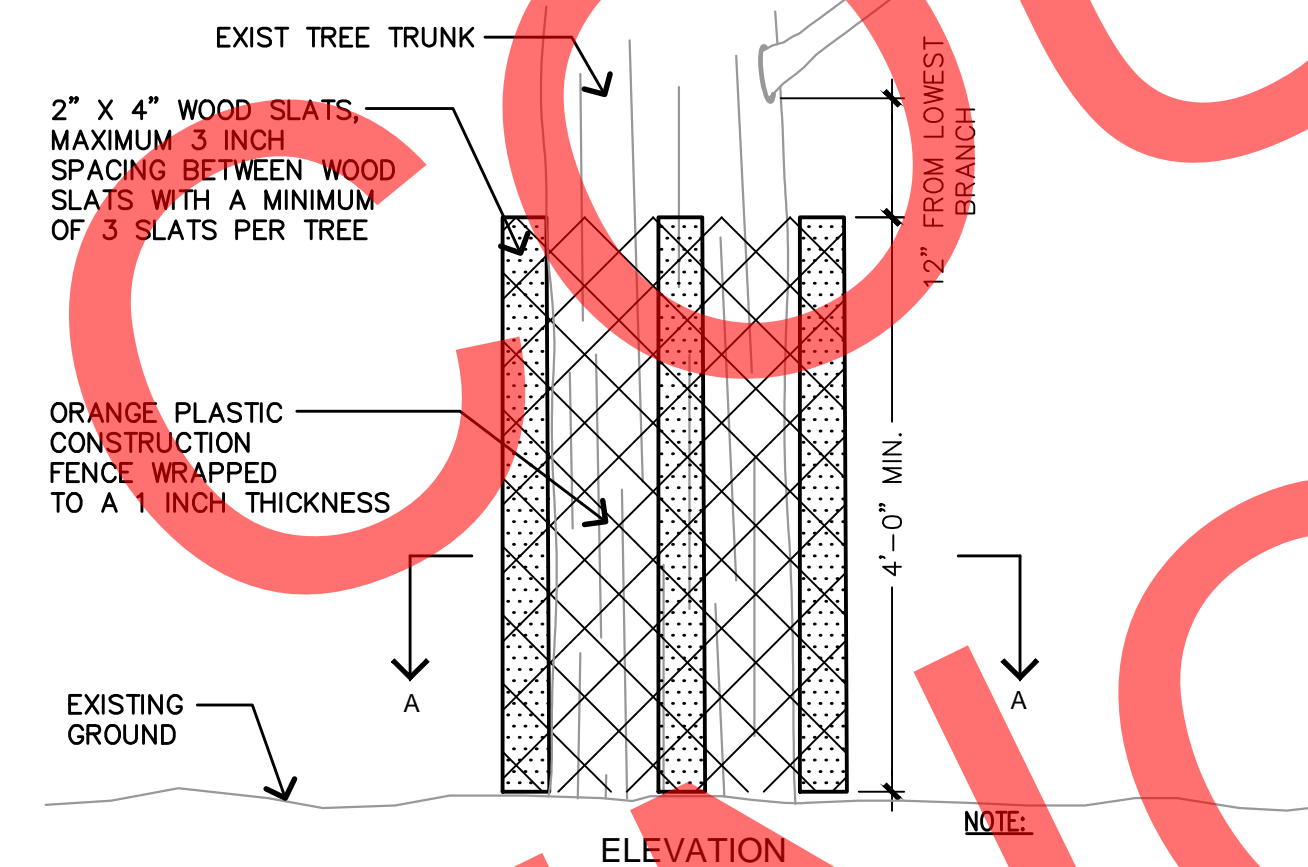 EXIST TREE TRUNK
2” X 4” WOOD SLATS,
MAXIMUM 3 INCH
SPACING BETWEEN WOOD
SLATS WITH A MINIMUM
OF 3 SLATS PER TREE
12” FROM LOWEST
BRANCH
ORANGE PLASTIC
CONSTRUCTION
FENCE WRAPPED
TO A 1 INCH THICKNESS
4’–0” MIN.
A
A
EXISTING
GROUND
NOTE:
ELEVATION